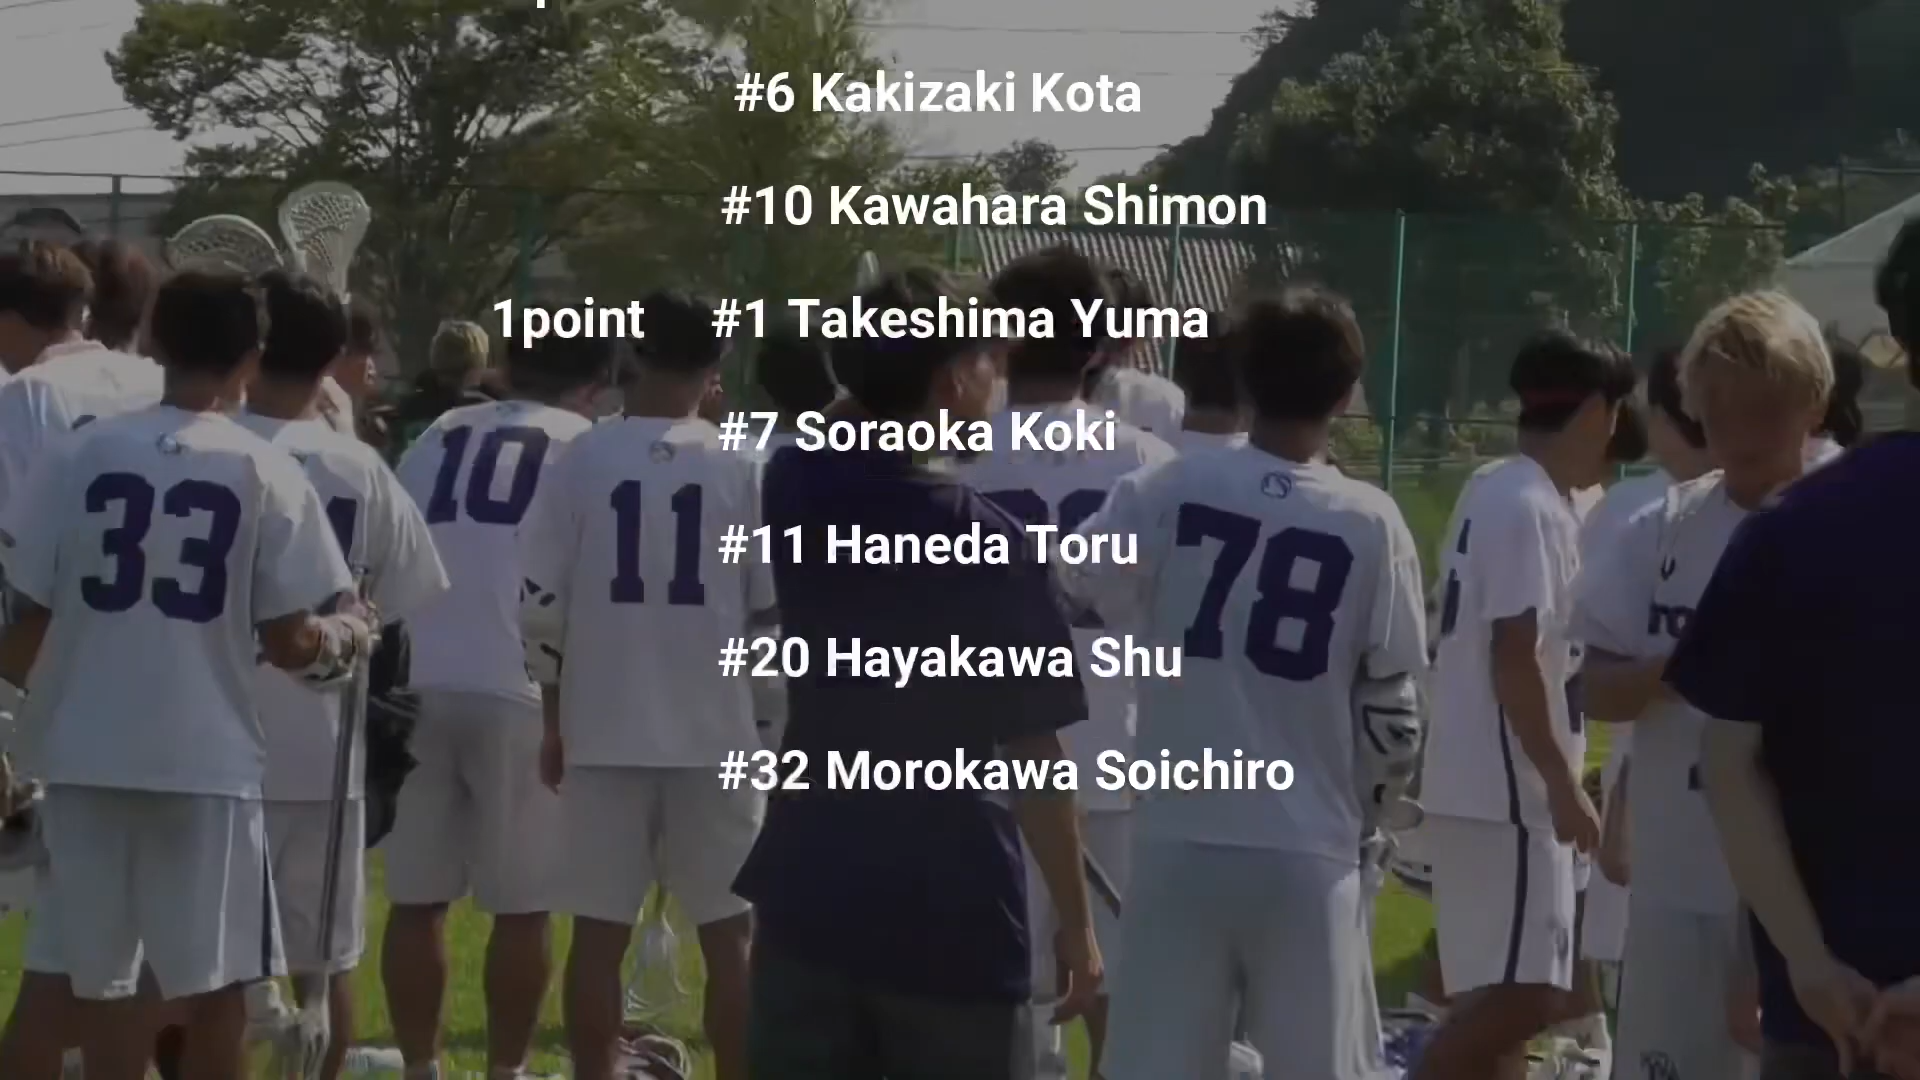 #6 Kakizaki Kota
#10 Kawahara Shimon
1point #1 Takeshima Yuma
#7 Soraoka Koki
#11 Haneda Toru
#20 Hayakawa Shu
#32 Morokawa Soichiro
33
10
11
78